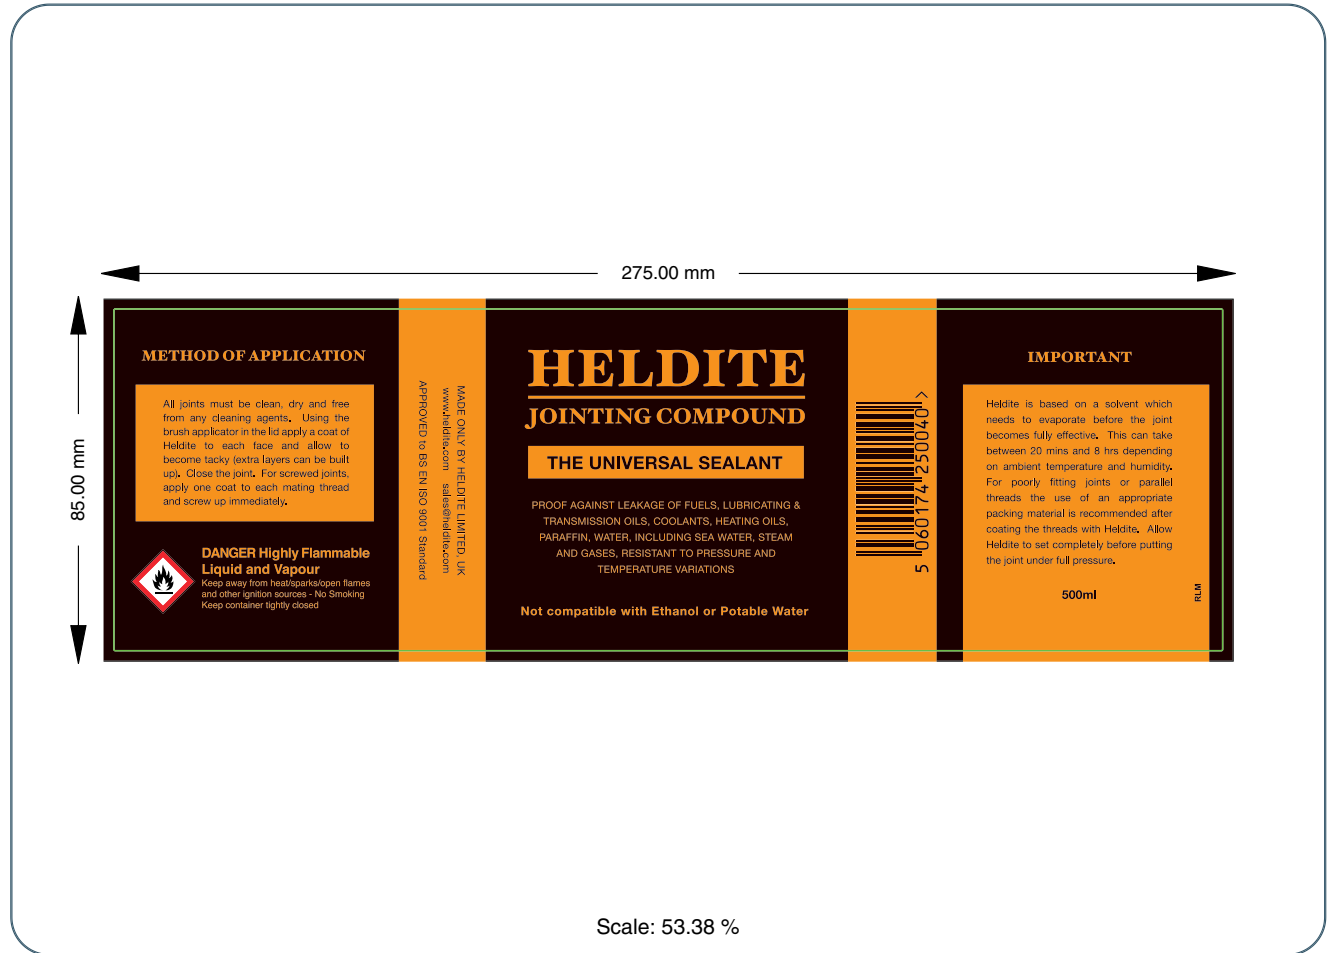 275.00 mm
85.00 mm
METHOD OF APPLICATION
All joints must be clean, dry and free
from any cleaning agents. Using the
brush applicator in the lid apply a coat of
Heldite to each face and allow to
become tacky (extra layers can be built
up). Close the joint. For screwed joints,
apply one coat to each mating thread
and screw up immediately.
DANGER Highly Flammable
Liquid and Vapour
Keep away from heat/sparks/open flames
and other ignition sources - No Smoking
Keep container tightly closed
MADE ONLY BY HELDITE LIMITED, UK
www.heldite.com sales@heldite.com
APPROVED to BS EN ISO 9001 Standard
HELDITE
JOINTING COMPOUND
THE UNIVERSAL SEALANT
PROOF AGAINST LEAKAGE OF FUELS, LUBRICATING &
TRANSMISSION OILS, COOLANTS, HEATING OILS,
PARAFFIN, WATER, INCLUDING SEA WATER, STEAM
AND GASES, RESISTANT TO PRESSURE AND
TEMPERATURE VARIATIONS
Not compatible with Ethanol or Potable Water
5 060174 250040 >
IMPORTANT
Heldite is based on a solvent which
needs to evaporate before the joint
becomes fully effective. This can take
between 20 mins and 8 hrs depending
on ambient temperature and humidity.
For poorly fitting joints or parallel
threads the use of an appropriate
packing material is recommended after
coating the threads with Heldite. Allow
Heldite to set completely before putting
the joint under full pressure.
500ml
RLM
Scale: 53.38 %